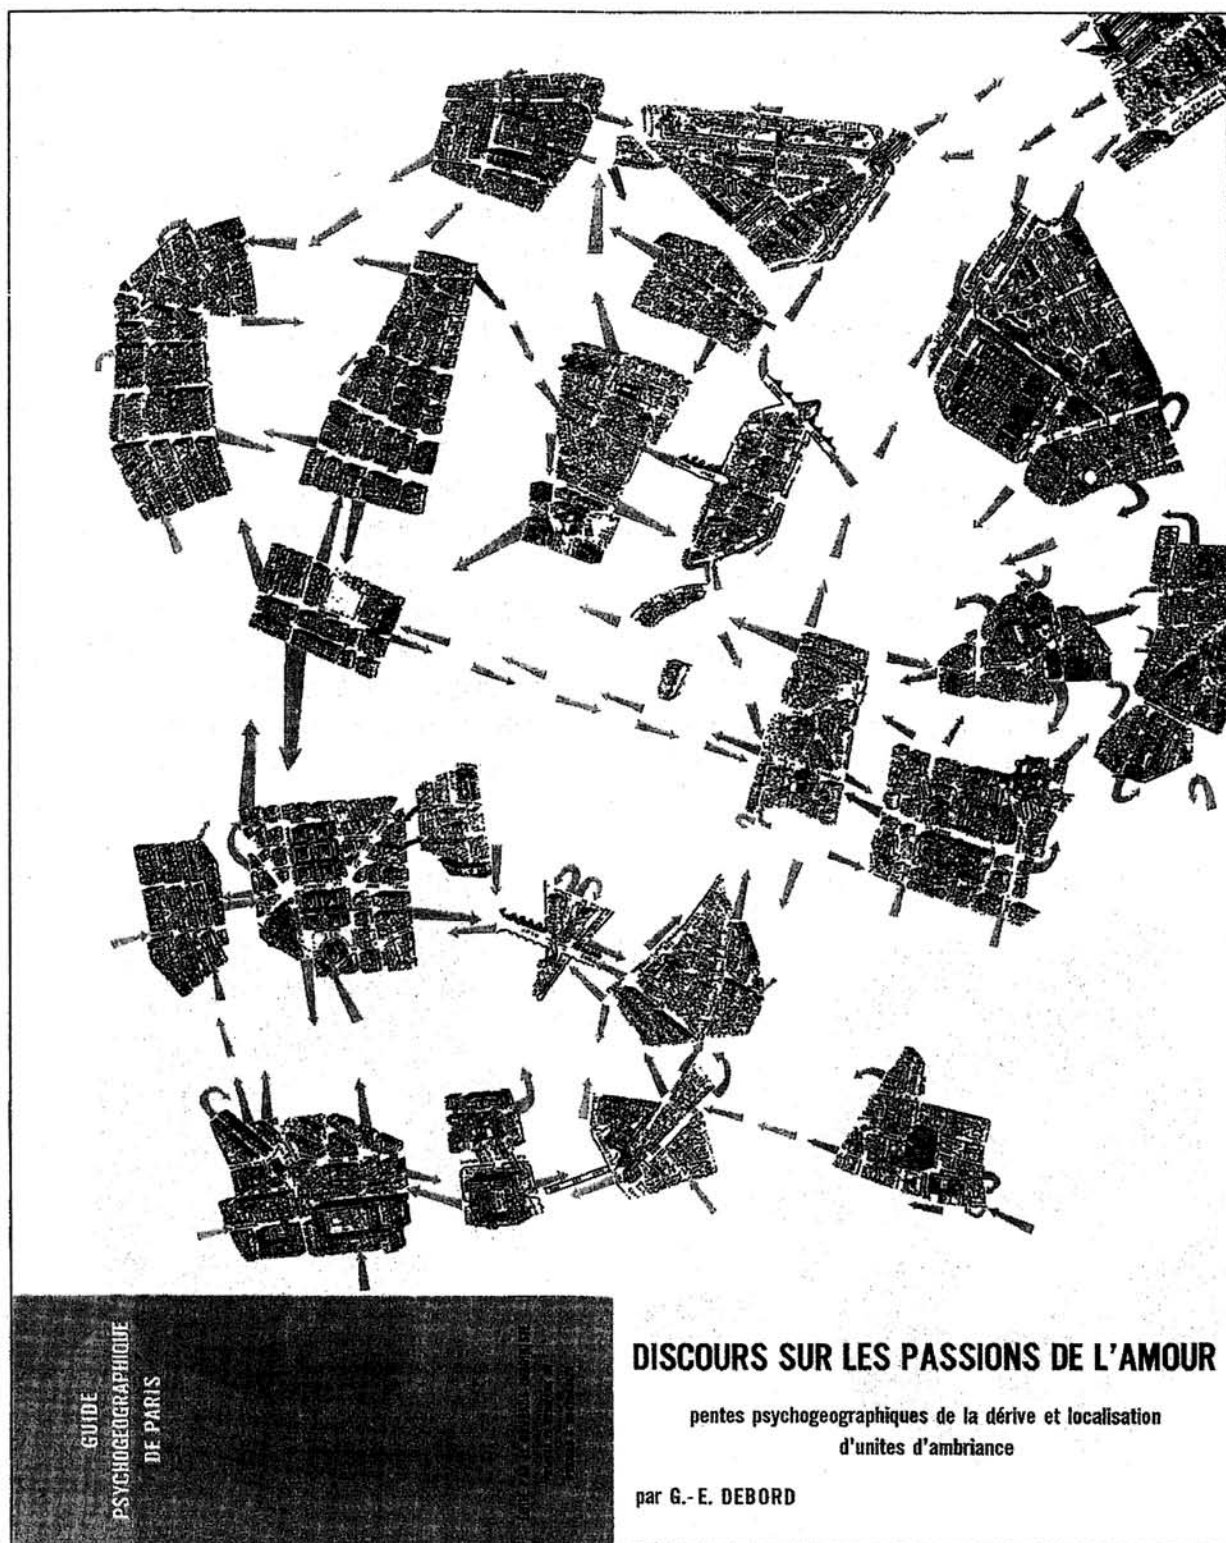 GUIDE
PSYCHOGEOGRAPHIQUE
DE PARIS
DISCOURS SUR LES PASSIONS DE L'AMOUR
pentes psychogeographiques de la dérive et localisation
d'unites d'ambriance
par G.-E. DEBORD